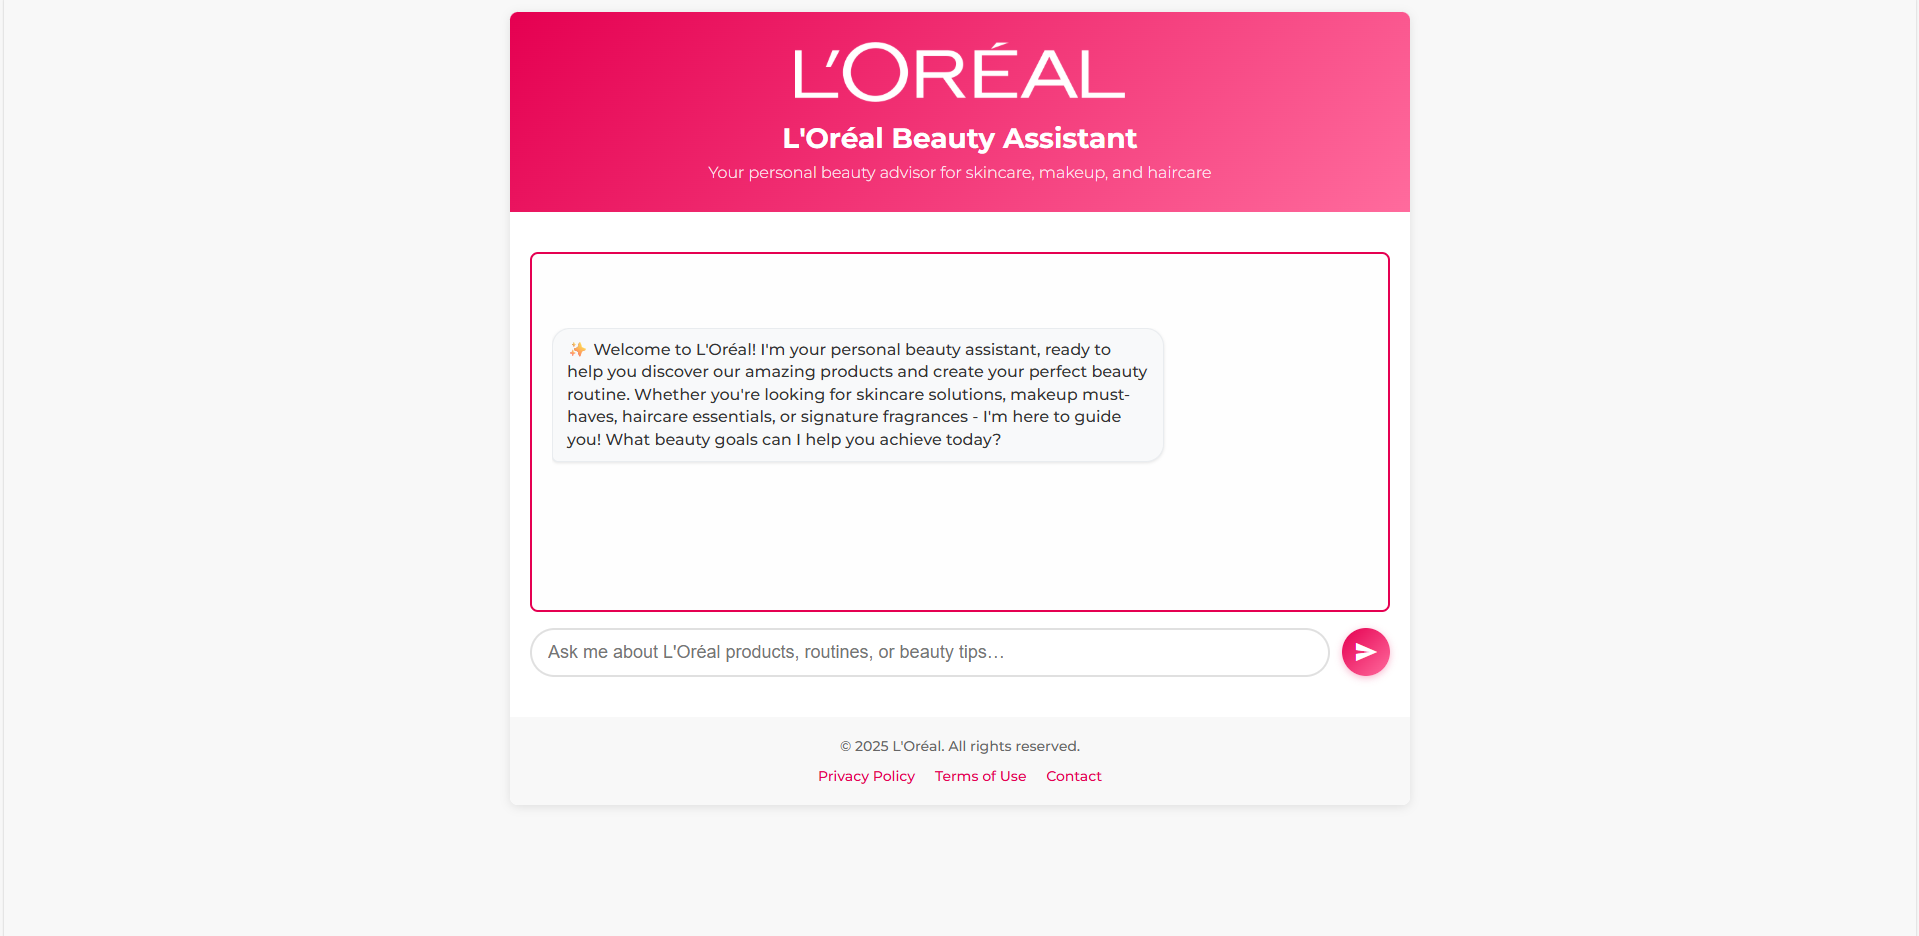 L'ORÉAL
L'Oréal Beauty Assistant
Your personal beauty advisor for skincare, makeup, and haircare
✨ Welcome to L'Oréal! I'm your personal beauty assistant, ready to
help you discover our amazing products and create your perfect beauty
routine. Whether you're looking for skincare solutions, makeup must-
haves, haircare essentials, or signature fragrances - I'm here to guide
you! What beauty goals can I help you achieve today?
Ask me about L'Oréal products, routines, or beauty tips…
© 2025 L'Oréal. All rights reserved.
Privacy Policy Terms of Use Contact